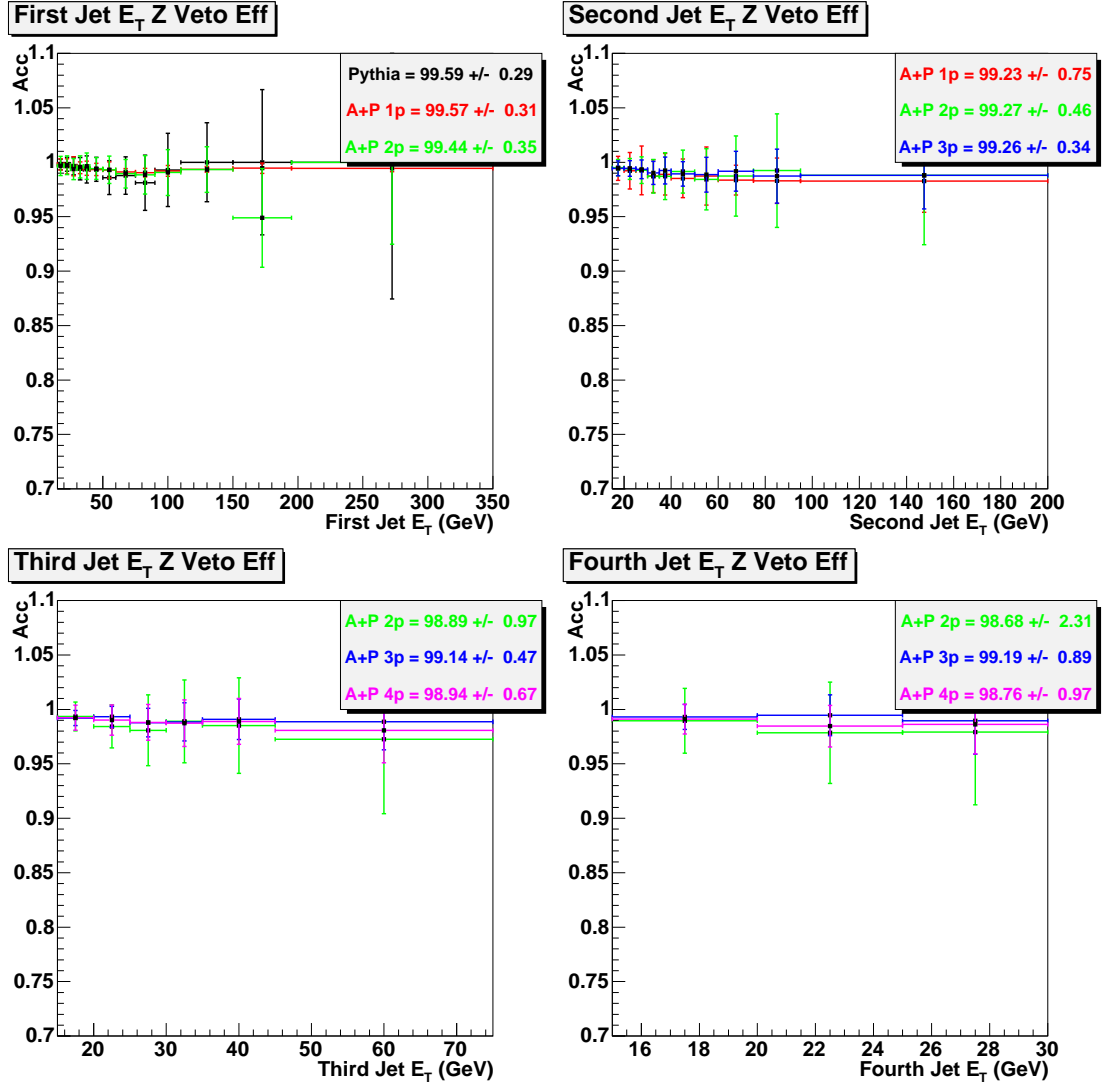 First Jet E_T Z Veto Eff
Acc
1.1
1.05
1
0.95
0.9
0.85
0.8
0.75
0.7
Pythia = 99.59 +/- 0.29
A+P 1p = 99.57 +/- 0.31
A+P 2p = 99.44 +/- 0.35
50 100 150 200 250 300 350
First Jet E_T (GeV)
Second Jet E_T Z Veto Eff
Acc
1.1
1.05
1
0.95
0.9
0.85
0.8
0.75
0.7
A+P 1p = 99.23 +/- 0.75
A+P 2p = 99.27 +/- 0.46
A+P 3p = 99.26 +/- 0.34
20 40 60 80 100 120 140 160 180 200
Second Jet E_T (GeV)
Third Jet E_T Z Veto Eff
Acc
1.1
1.05
1
0.95
0.9
0.85
0.8
0.75
0.7
A+P 2p = 98.89 +/- 0.97
A+P 3p = 99.14 +/- 0.47
A+P 4p = 98.94 +/- 0.67
20 30 40 50 60 70
Third Jet E_T (GeV)
Fourth Jet E_T Z Veto Eff
Acc
1.1
1.05
1
0.95
0.9
0.85
0.8
0.75
0.7
A+P 2p = 98.68 +/- 2.31
A+P 3p = 99.19 +/- 0.89
A+P 4p = 98.76 +/- 0.97
16 18 20 22 24 26 28 30
Fourth Jet E_T (GeV)